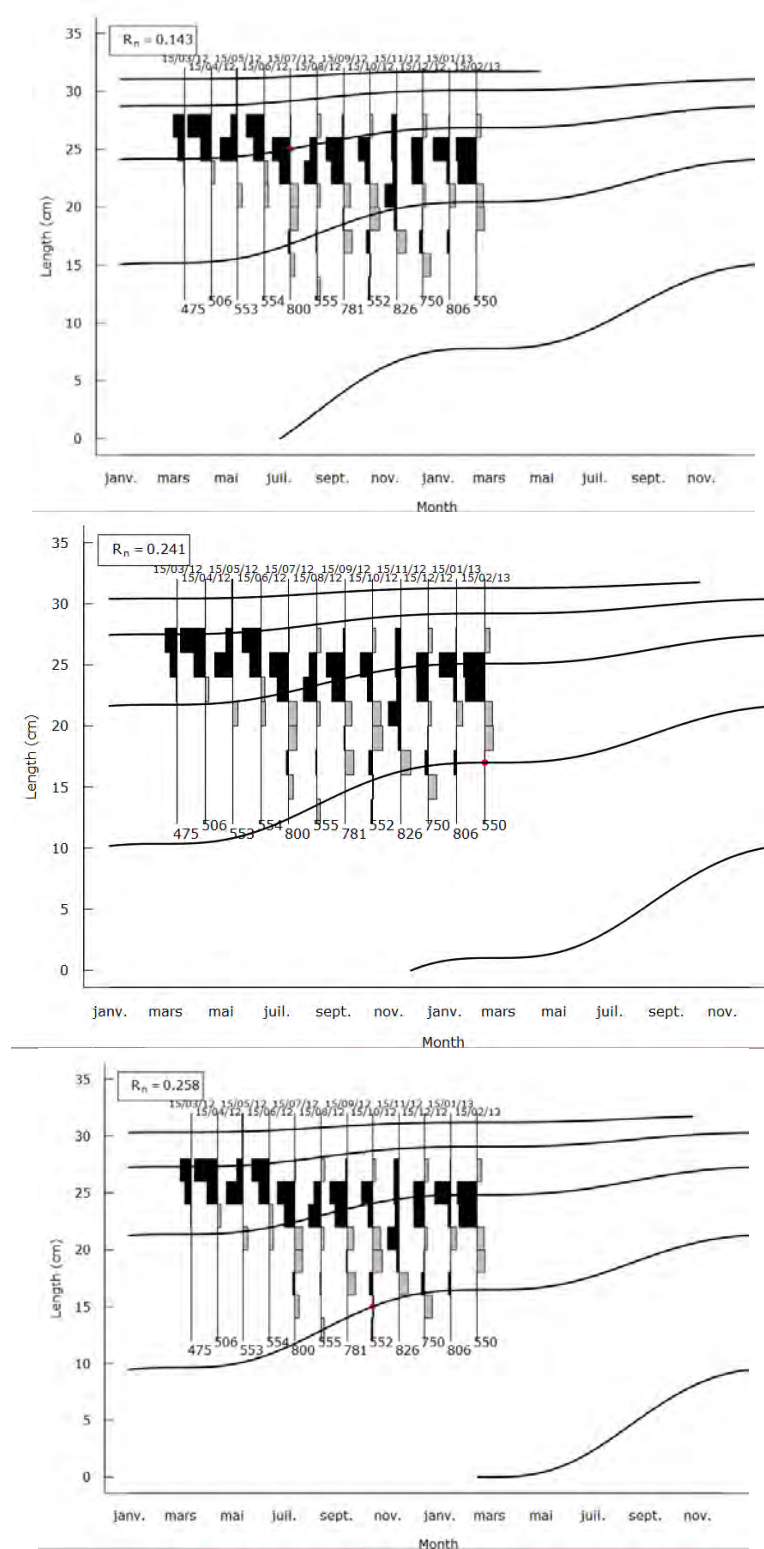 35
30
25
20
15
10
5
0
Length (cm)
Rn = 0.143
15/03/12 15/05/12 15/07/12 15/09/12 15/11/12 15/01/13
15/04/12 15/06/12 15/08/12 15/10/12 15/12/12 15/02/13
475 506 553 554 800 555 781 552 826 750 806 550
janv. mars mai juil. sept. nov. janv. mars mai juil. sept. nov.
Month
35
30
25
20
15
10
5
0
Length (cm)
Rn = 0.241
15/03/12 15/05/12 15/07/12 15/09/12 15/11/12 15/01/13
15/04/12 15/06/12 15/08/12 15/10/12 15/12/12 15/02/13
475 506 553 554 800 555 781 552 826 750 806 550
janv. mars mai juil. sept. nov. janv. mars mai juil. sept. nov.
Month
35
30
25
20
15
10
5
0
Length (cm)
Rn = 0.258
15/03/12 15/05/12 15/07/12 15/09/12 15/11/12 15/01/13
15/04/12 15/06/12 15/08/12 15/10/12 15/12/12 15/02/13
475 506 553 554 800 555 781 552 826 750 806 550
janv. mars mai juil. sept. nov. janv. mars mai juil. sept. nov.
Month